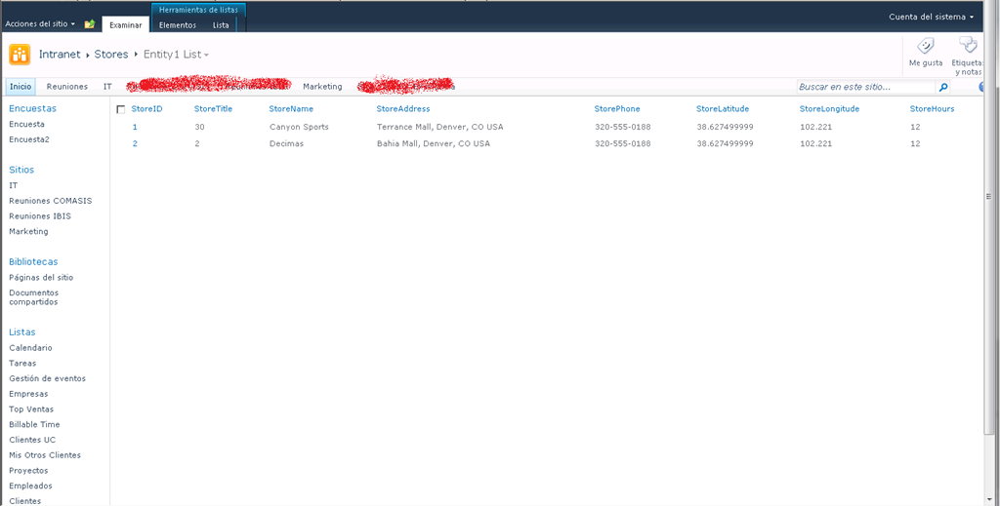 Herramientas de listas
Acciones del sitio Examinar Elementos Lista Cuenta del sistema
Intranet Stores Entity1 List
Me gusta Etiquetas y notas
Inicio Reuniones IT Marketing Buscar en este sitio...
Encuestas
Encuesta
Encuesta2
Sitios
IT
Reuniones COMASIS
Reuniones IBIS
Marketing
Bibliotecas
Páginas del sitio
Documentos
compartidos
Listas
Calendario
Tareas
Gestión de eventos
Empresas
Top Ventas
Billable Time
Clientes UC
Mis Otros Clientes
Proyectos
Empleados
Clientes
StoreID StoreTitle StoreName StoreAddress StorePhone StoreLatitude StoreLongitude StoreHours
1 30 Canyon Sports Terrance Mall, Denver, CO USA 320-555-0188 38.627499999 102.221 12
2 2 Decimas Bahia Mall, Denver, CO USA 320-555-0188 38.627499999 102.221 12